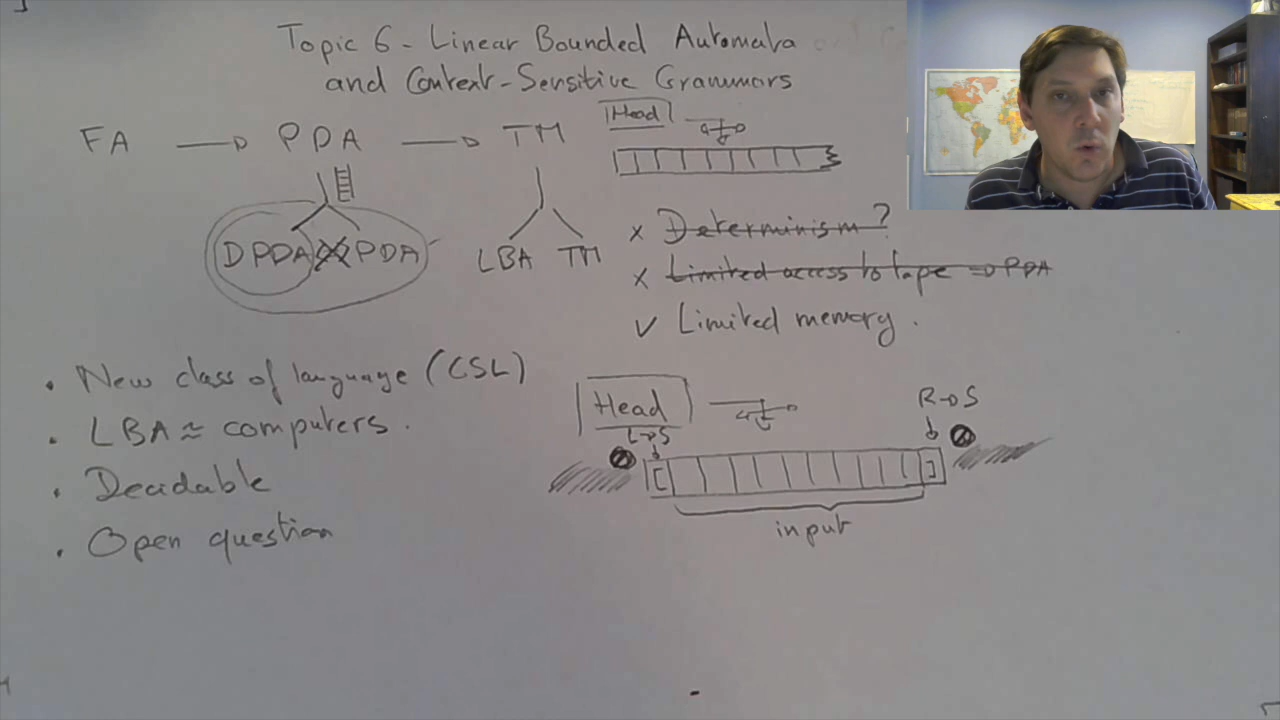 Topic 6 - Linear Bounded Automata
and Context-Sensitive Grammars
FA → PDA → TM
Head
DPDA PDA
LBA TM
x Determinism?
x Limited access to tape → PDA
v Limited memory.
• New class of language (CSL)
• LBA ≈ computers.
• Decidable
• Open question
Head
R→S
L→S
[ ]
input